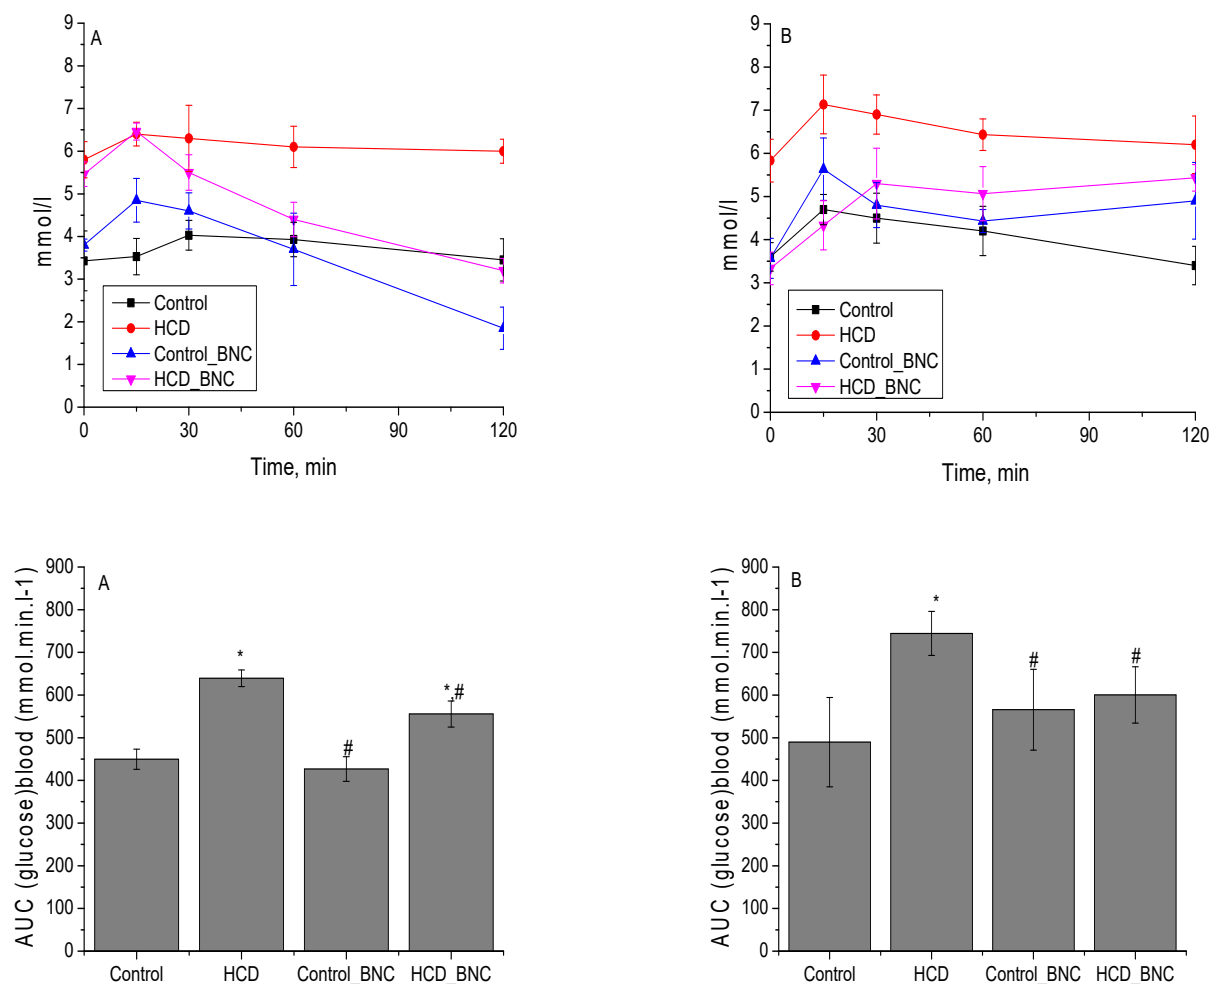 A
9
8
7
6
5
4
3
2
1
0
mmol/l
Control
HCD
Control_BNC
HCD_BNC
0 30 60 90 120
Time, min
B
9
8
7
6
5
4
3
2
1
0
mmol/l
Control
HCD
Control_BNC
HCD_BNC
0 30 60 90 120
Time, min
A
900
800
700
600
500
400
300
200
100
0
AUC (glucose)blood (mmol.min.l-1)
*
#
*,#
Control HCD Control_BNC HCD_BNC
B
900
800
700
600
500
400
300
200
100
0
AUC (glucose)blood (mmol.min.l-1)
*
#
#
Control HCD Control_BNC HCD_BNC